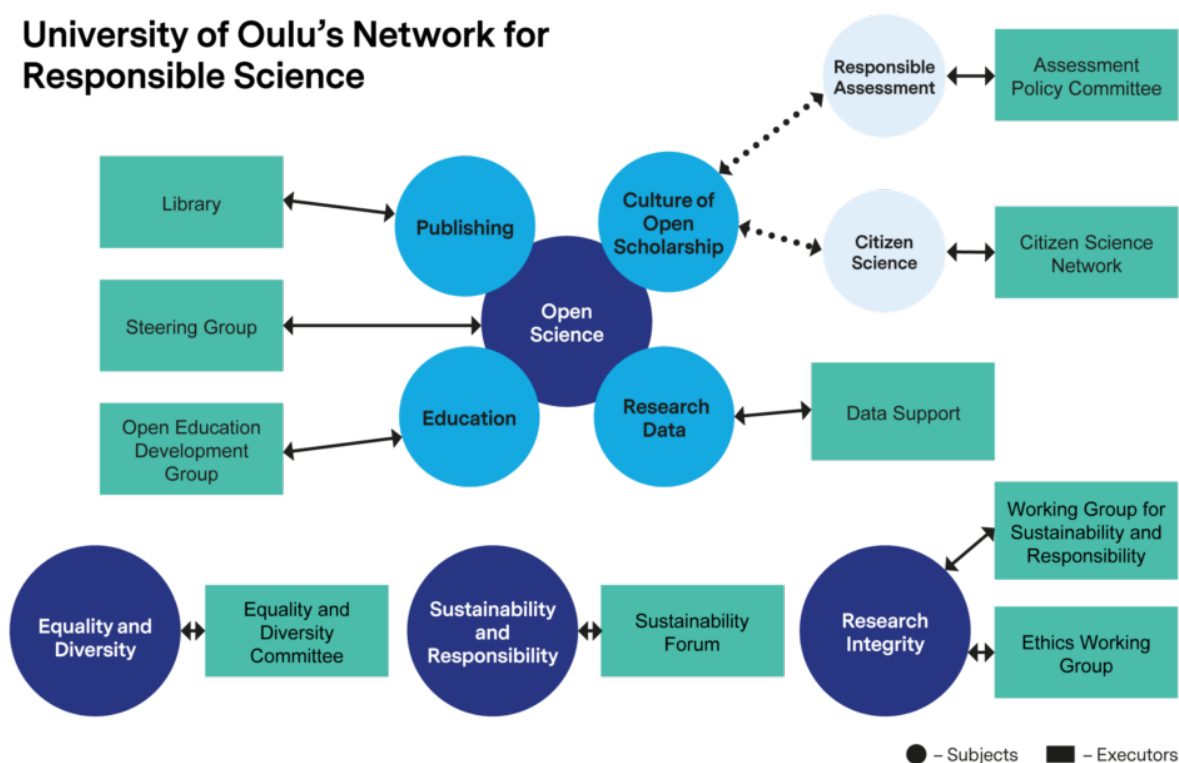 University of Oulu's Network for
Responsible Science
Responsible
Assessment
Assessment
Policy Committee
Library
Publishing
Culture of
Open
Scholarship
Citizen
Science
Citizen Science
Network
Steering Group
Open
Science
Open Education
Development
Group
Education
Research
Data
Data Support
Working Group for
Sustainability and
Responsibility
Equality and
Diversity
Equality and
Diversity
Committee
Sustainability
and
Responsibility
Sustainability
Forum
Research
Integrity
Ethics Working
Group
– Subjects
– Executors